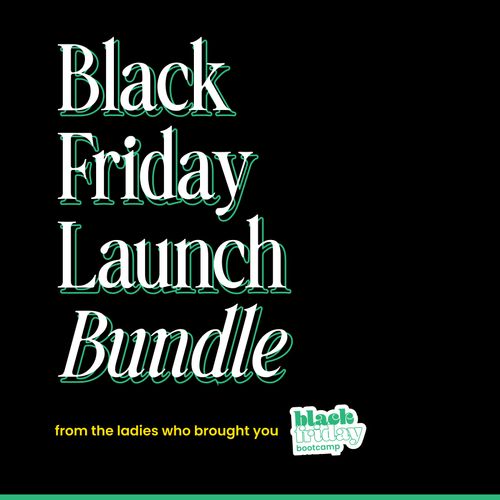 Black
Friday
Launch
Bundle
from the ladies who brought you
black
friday
bootcamp